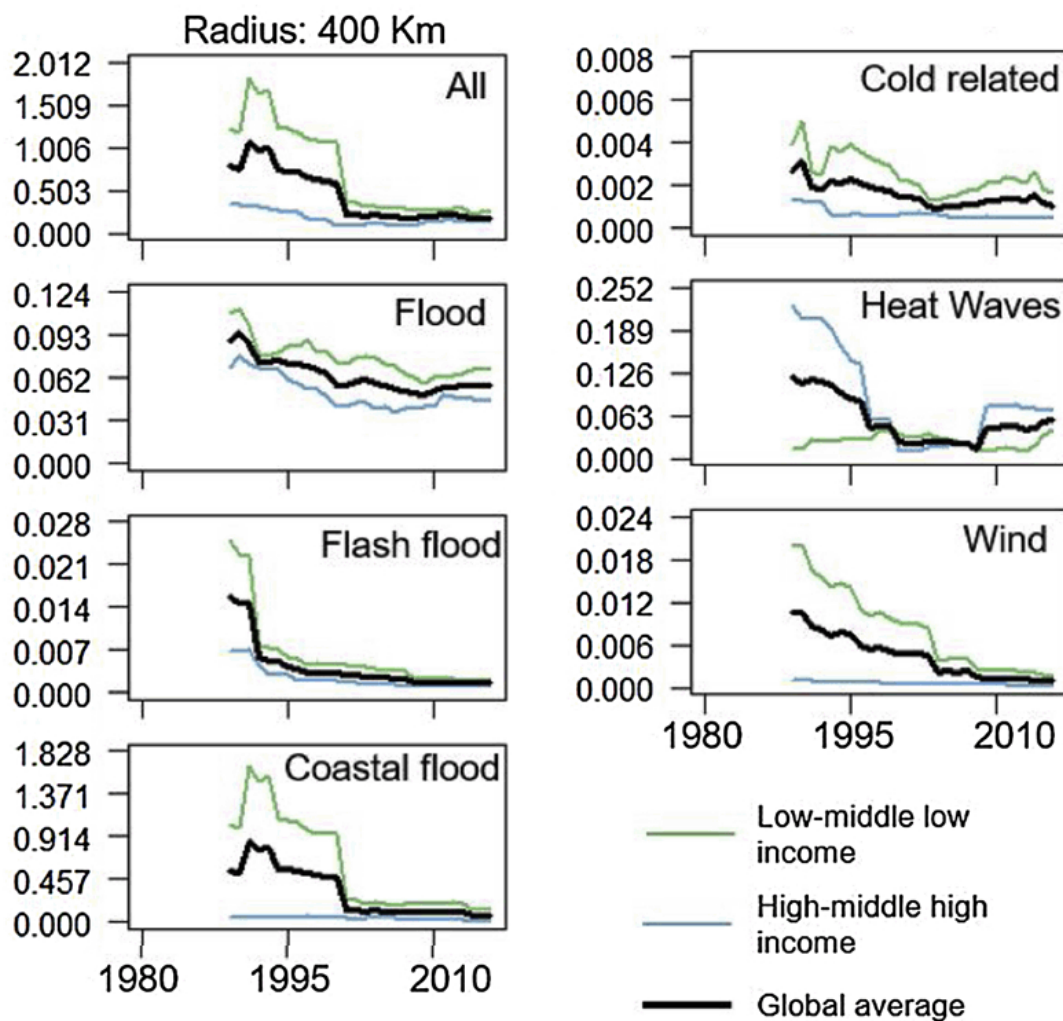 Radius: 400 Km
2.012
1.509
1.006
0.503
0.000
All
0.124
0.093
0.062
0.031
0.000
Flood
0.028
0.021
0.014
0.007
0.000
Flash flood
1.828
1.371
0.914
0.457
0.000
Coastal flood
1980 1995 2010
0.008
0.006
0.004
0.002
0.000
Cold related
0.252
0.189
0.126
0.063
0.000
Heat Waves
0.024
0.018
0.012
0.006
0.000
Wind
1980 1995 2010
Low-middle low
income
High-middle high
income
Global average